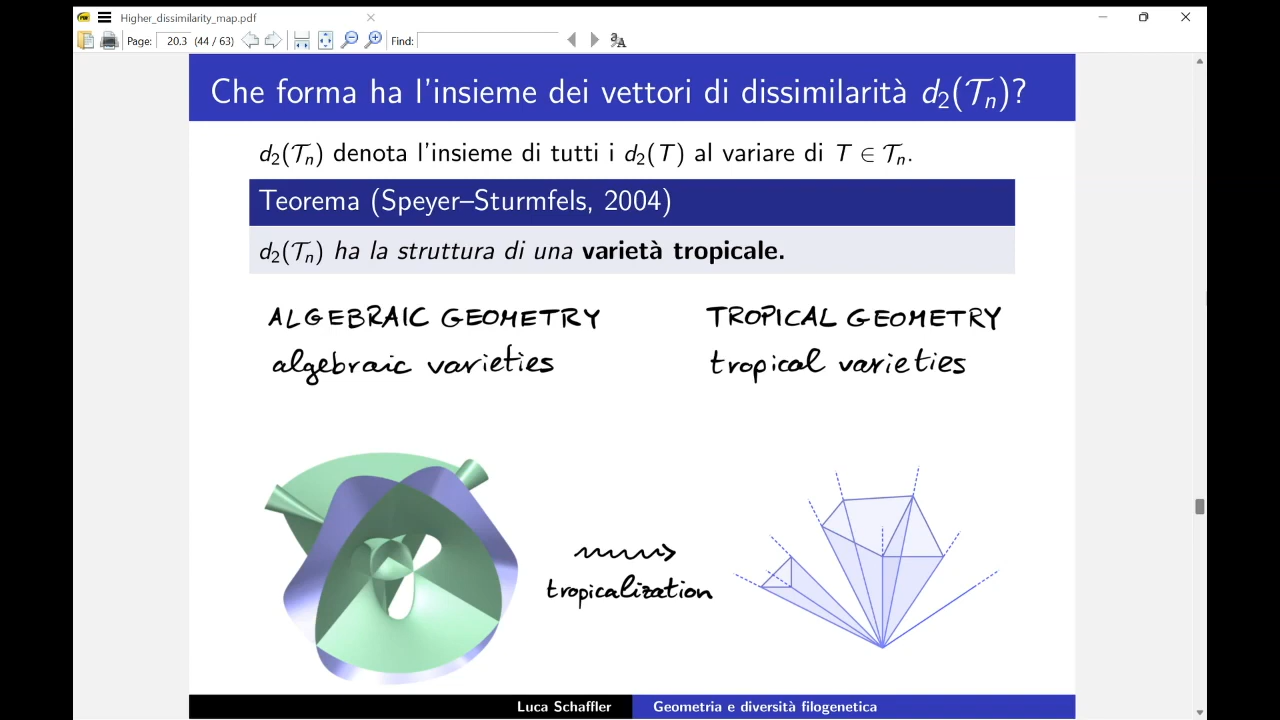 Higher_dissimilarity_map.pdf
Page: 20.3 (44 / 63) Find:
Che forma ha l'insieme dei vettori di dissimilarità d₂(𝒯ₙ)?
d₂(𝒯ₙ) denota l'insieme di tutti i d₂(T) al variare di T ∈ 𝒯ₙ.
Teorema (Speyer–Sturmfels, 2004)
d₂(𝒯ₙ) ha la struttura di una varietà tropicale.
ALGEBRAIC GEOMETRY
algebraic varieties
TROPICAL GEOMETRY
tropical varieties
tropicalization
Luca Schaffler
Geometria e diversità filogenetica